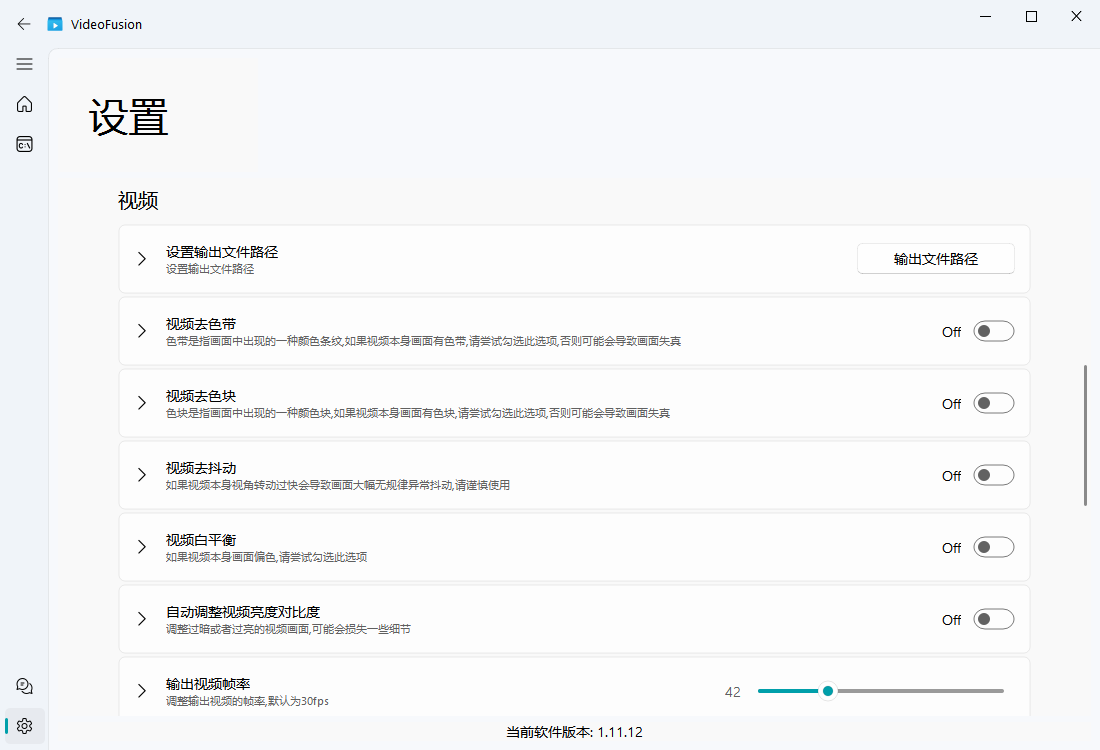 VideoFusion
设置
视频
设置输出文件路径
设置输出文件路径
输出文件路径
视频去色带
色带是指画面中出现的一种颜色条纹,如果视频本身画面有色带,请尝试勾选此选项,否则可能会导致画面失真
Off
视频去色块
色块是指画面中出现的一种颜色块,如果视频本身画面有色块,请尝试勾选此选项,否则可能会导致画面失真
Off
视频去抖动
如果视频本身视角转动过快会导致画面大幅无规律异常抖动,请谨慎使用
Off
视频白平衡
如果视频本身画面偏色,请尝试勾选此选项
Off
自动调整视频亮度对比度
调整过暗或者过亮的视频画面,可能会损失一些细节
Off
输出视频帧率
调整输出视频的帧率,默认为30fps
42
当前软件版本: 1.11.12